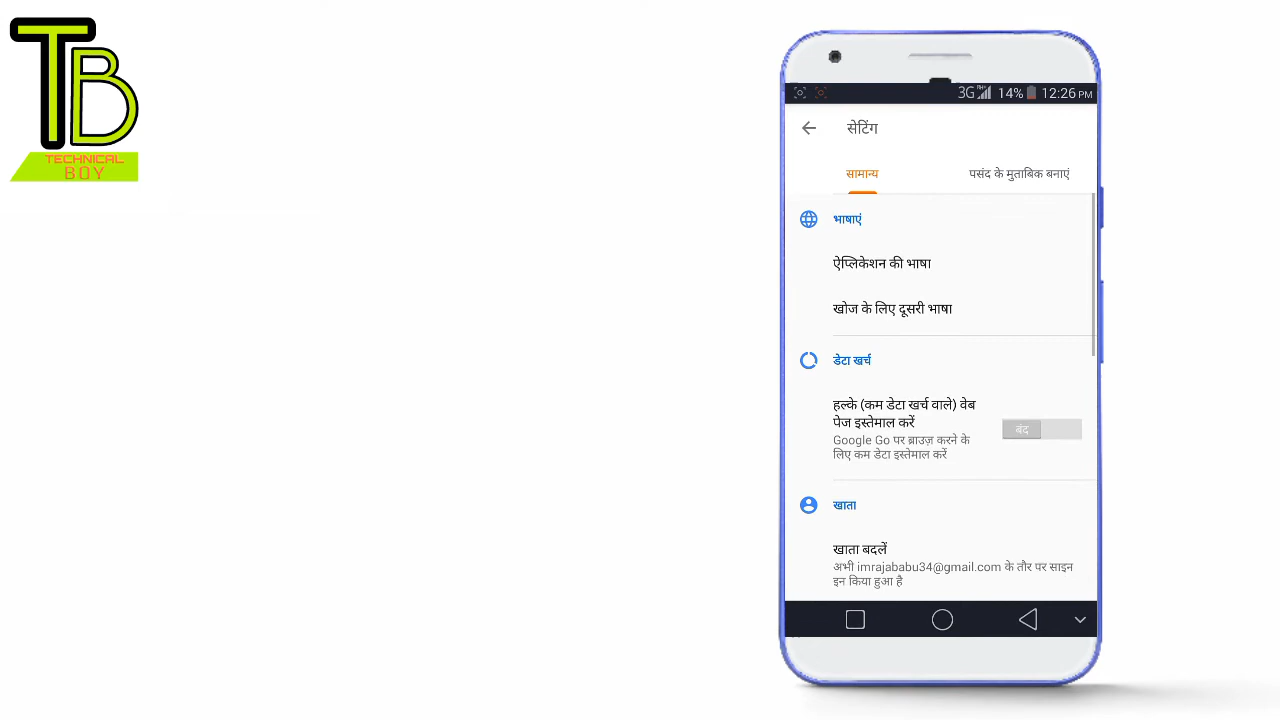 TB
TECHNICAL
BOY
3G 14% 12:26 PM
सेटिंग
सामान्य पसंद के मुताबिक बनाएं
भाषाएं
ऐप्लिकेशन की भाषा
खोज के लिए दूसरी भाषा
डेटा खर्च
हल्के (कम डेटा खर्च वाले) वेब
पेज इस्तेमाल करें
बंद
Google Go पर ब्राउज़ करने के
लिए कम डेटा इस्तेमाल करें
खाता
खाता बदलें
अभी imrajababu34@gmail.com के तौर पर साइन
इन किया हुआ है